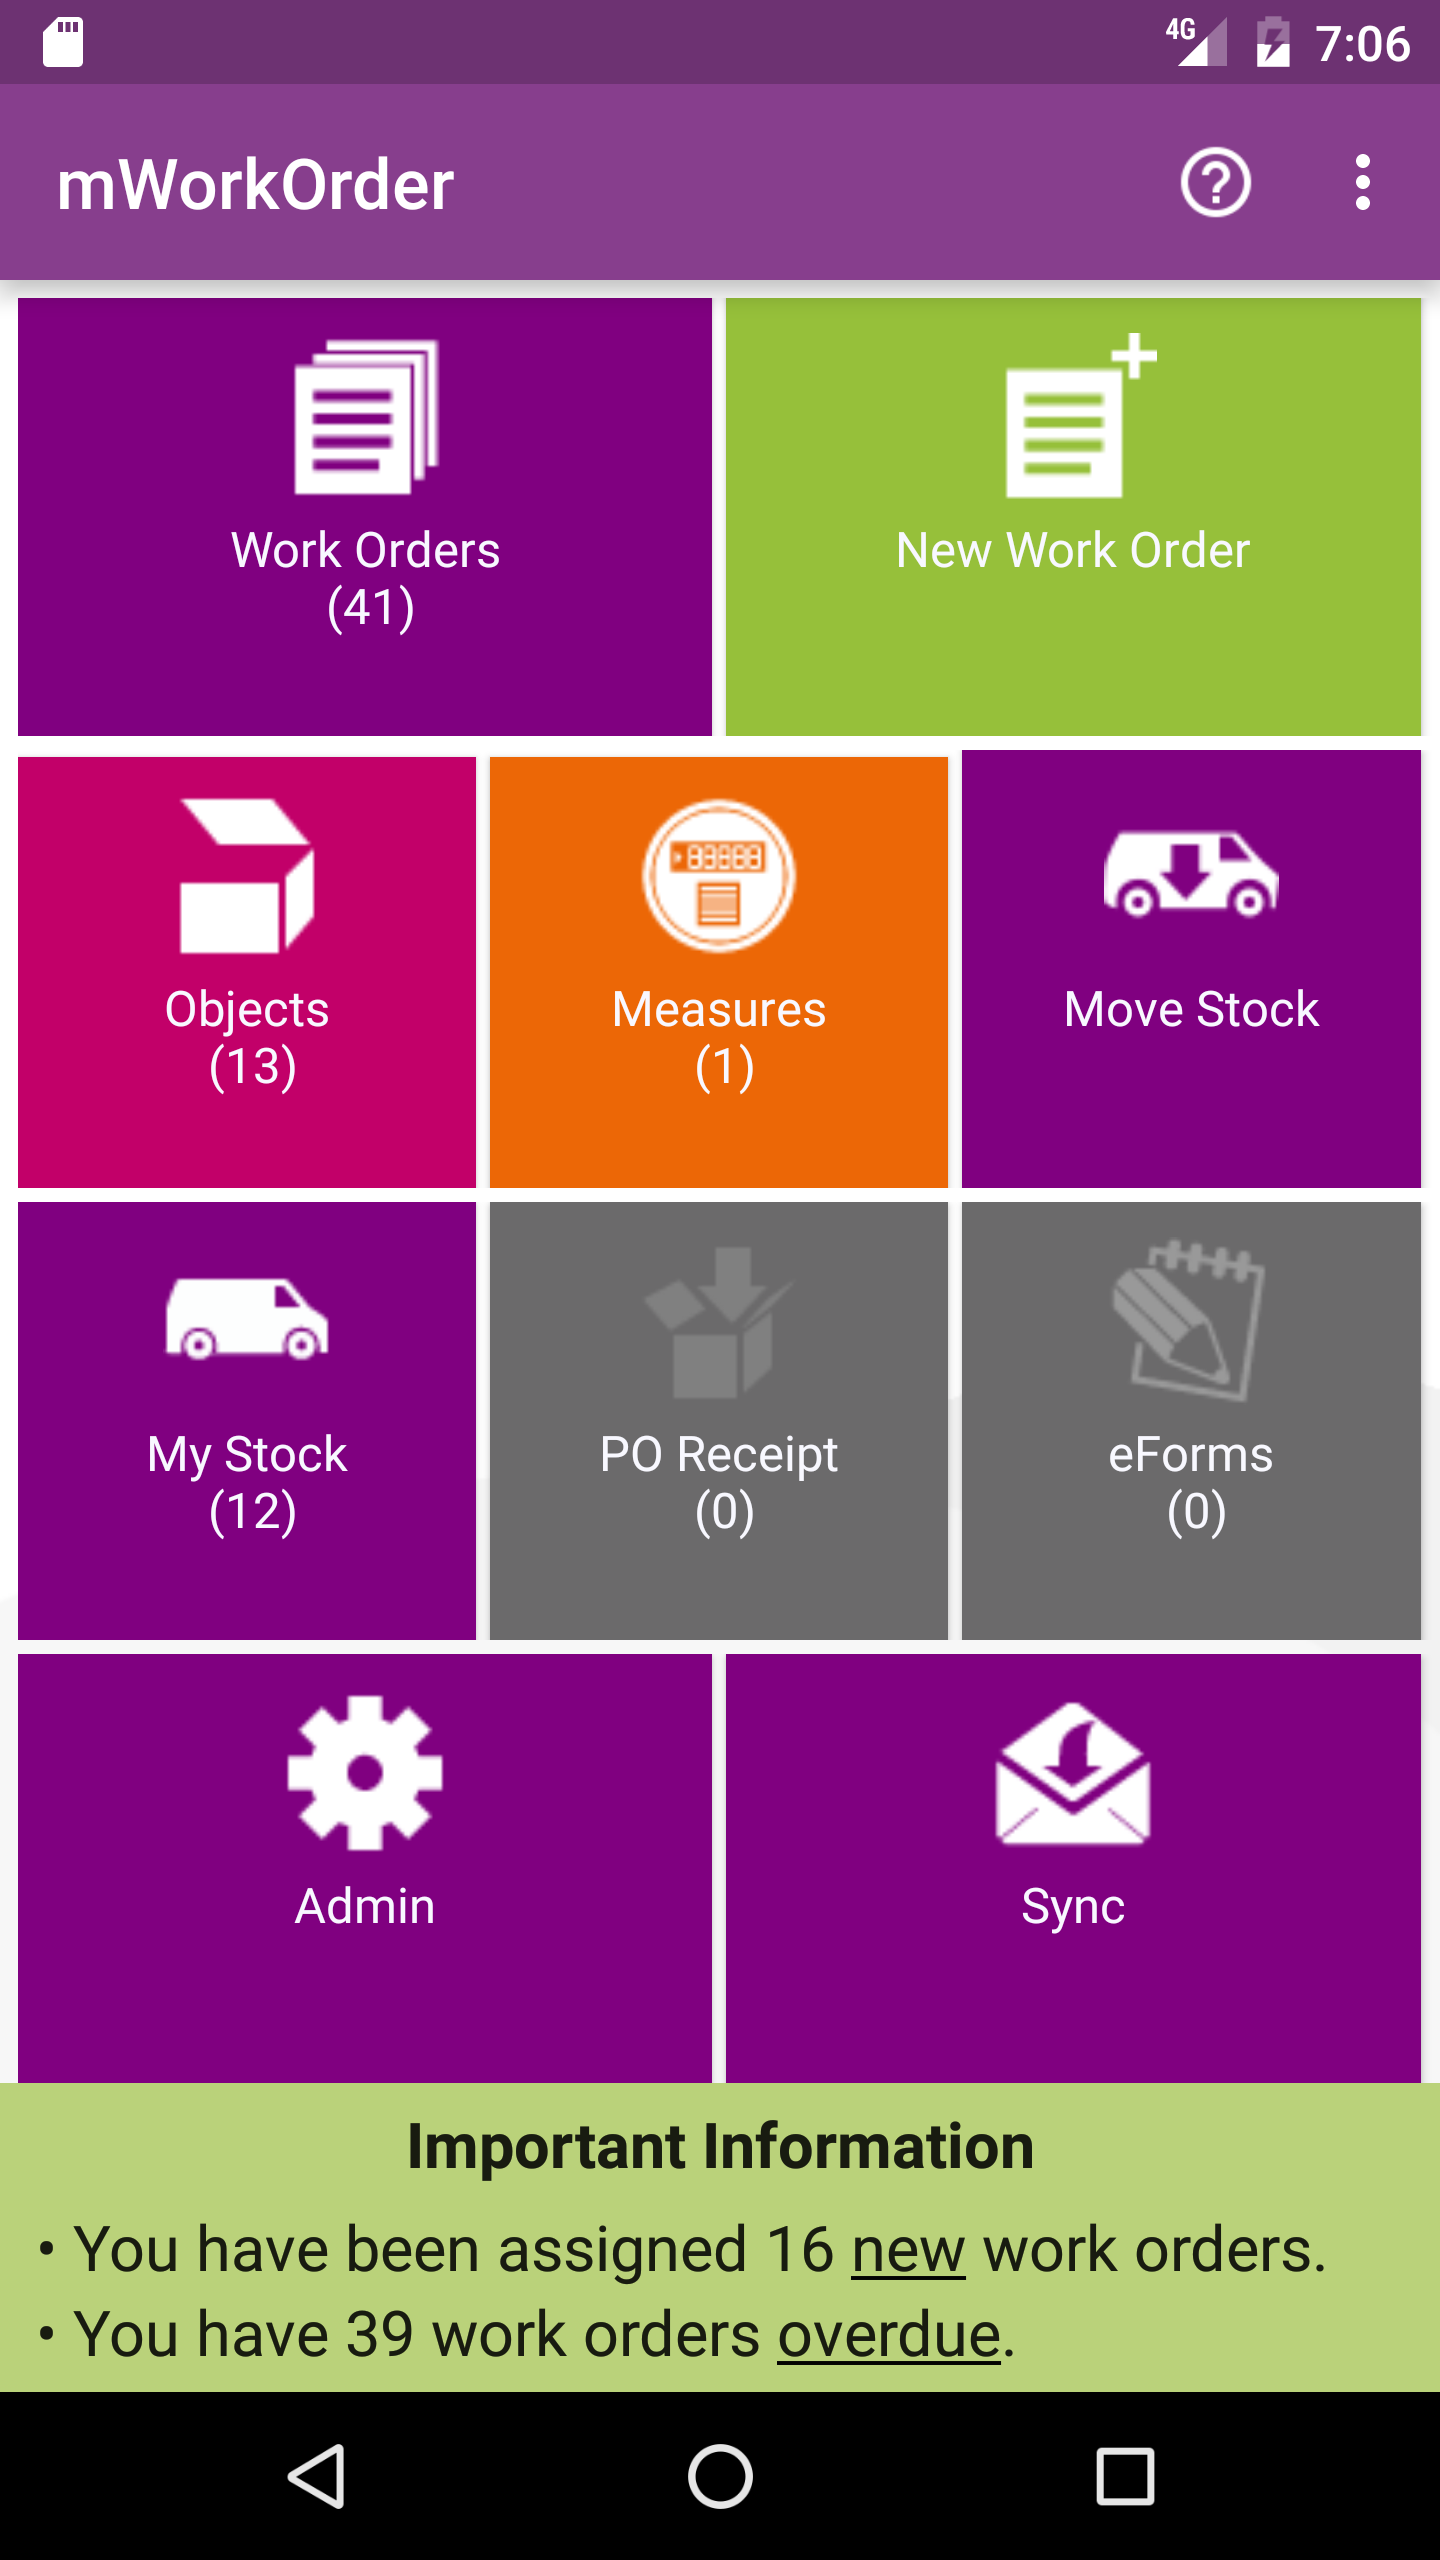 4G 7:06
mWorkOrder
Work Orders
(41)
New Work Order
Objects
(13)
Measures
(1)
Move Stock
My Stock
(12)
PO Receipt
(0)
eForms
(0)
Admin
Sync
Important Information
• You have been assigned 16 new work orders.
• You have 39 work orders overdue.